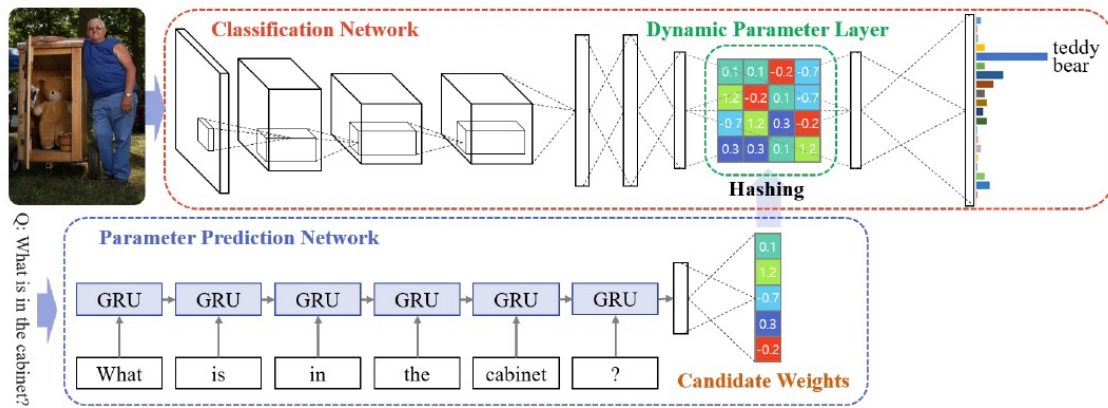 Classification Network
Dynamic Parameter Layer
0.1 0.1 -0.2 -0.7
1.2 -0.2 0.1 -0.7
-0.7 1.2 0.3 -0.2
0.3 0.3 0.1 1.2
Hashing
teddy
bear
Q: What is in the cabinet?
Parameter Prediction Network
GRU GRU GRU GRU GRU GRU
What is in the cabinet ?
0.1
1.2
-0.7
0.3
-0.2
Candidate Weights